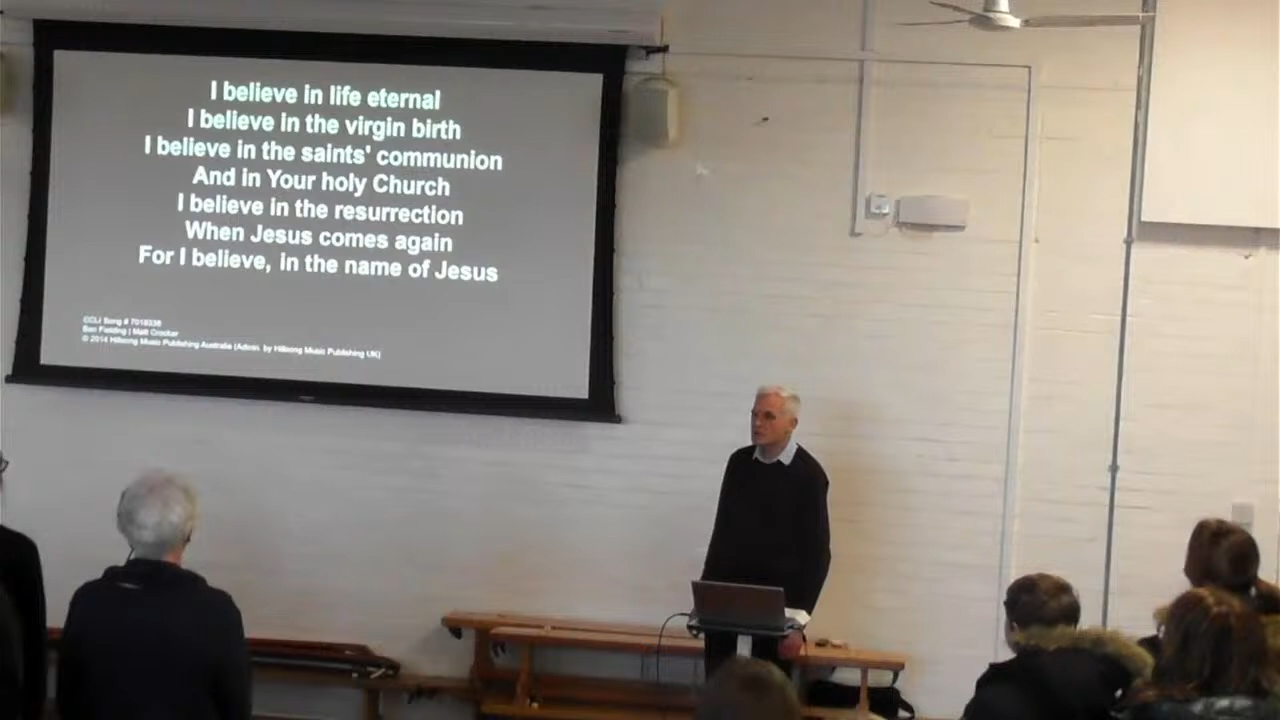 I believe in life eternal
I believe in the virgin birth
I believe in the saints' communion
And in Your holy Church
I believe in the resurrection
When Jesus comes again
For I believe, in the name of Jesus
CCLI Song # 7018338
Ben Fielding | Matt Crocker
© 2014 Hillsong Music Publishing Australia (Admin. by Hillsong Music Publishing UK)